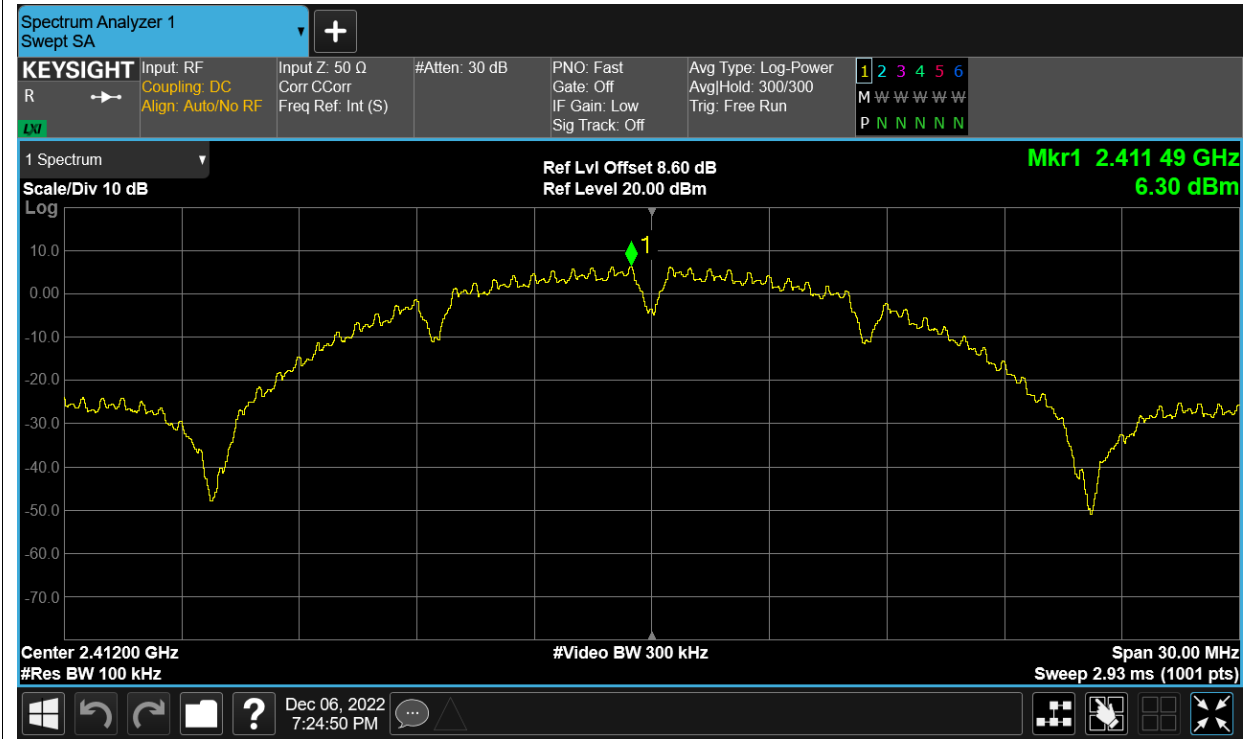 Spectrum Analyzer 1
Swept SA
+
KEYSIGHT
R
LXI
Input: RF
Coupling: DC
Align: Auto/No RF
Input Z: 50 Ω
Corr CCorr
Freq Ref: Int (S)
#Atten: 30 dB
PNO: Fast
Gate: Off
IF Gain: Low
Sig Track: Off
Avg Type: Log-Power
Avg|Hold: 300/300
Trig: Free Run
1 2 3 4 5 6
M W W W W W
P N N N N N
1 Spectrum
Scale/Div 10 dB
Ref Lvl Offset 8.60 dB
Ref Level 20.00 dBm
Mkr1 2.411 49 GHz
6.30 dBm
Log
10.0
0.00
-10.0
-20.0
-30.0
-40.0
-50.0
-60.0
-70.0
1
Center 2.41200 GHz
#Res BW 100 kHz
#Video BW 300 kHz
Span 30.00 MHz
Sweep 2.93 ms (1001 pts)
?
Dec 06, 2022
7:24:50 PM